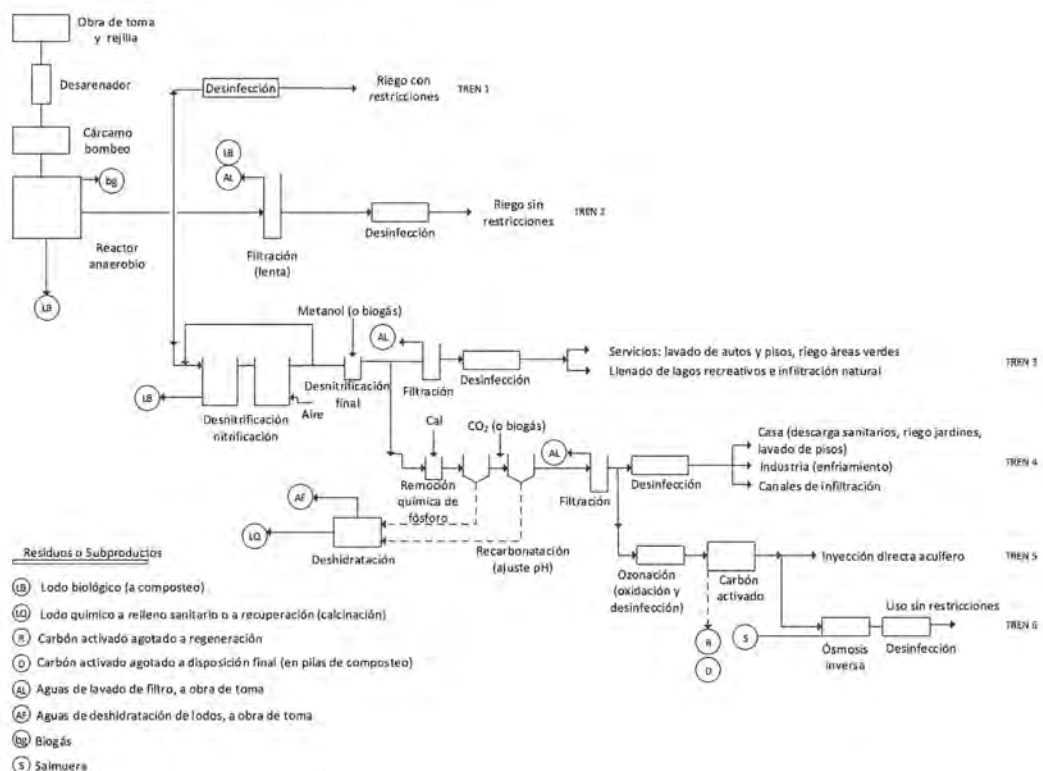 Obra de toma
y rejilla
Desarenador
Cárcamo
bombeo
bg
Reactor
anaerobio
LB
Desinfección
Riego con
restricciones
TREN 1
LB
AL
Filtración
(lenta)
Desinfección
Riego sin
restricciones
TREN 2
Metanol (o biogás)
AL
LB
Desnitrificación
nitrificación
Aire
Desnitrificación
final
Filtración
Desinfección
Servicios: lavado de autos y pisos, riego áreas verdes
Llenado de lagos recreativos e infiltración natural
TREN 3
Cal
CO₂ (o biogás)
AL
Remoción
química de
fósforo
Filtración
Desinfección
Casa (descarga sanitarios, riego jardines,
lavado de pisos)
Industria (enfriamiento)
Canales de infiltración
TREN 4
AF
LQ
Deshidratación
Recarbonatación
(ajuste pH)
Ozonación
(oxidación y
desinfección)
Carbón
activado
Inyección directa acuífero
TREN 5
R
D
S
Ósmosis
inversa
Uso sin restricciones
Desinfección
TREN 6
Residuos o Subproductos
LB Lodo biológico (a composteo)
LQ Lodo químico a relleno sanitario o a recuperación (calcinación)
R Carbón activado agotado a regeneración
D Carbón activado agotado a disposición final (en pilas de composteo)
AL Aguas de lavado de filtro, a obra de toma
AF Aguas de deshidratación de lodos, a obra de toma
bg Biogás
S Salmuera